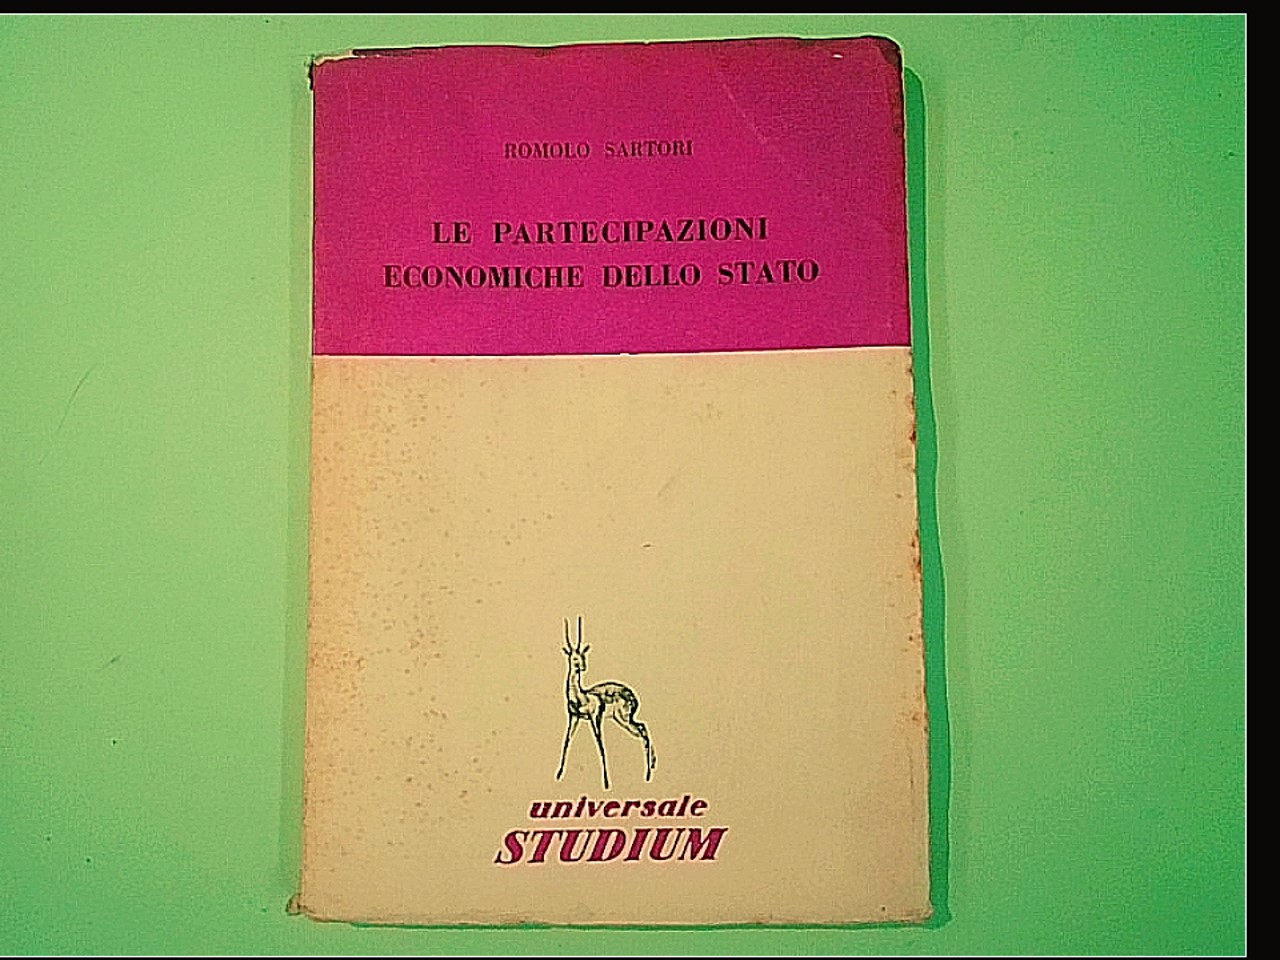 ROMOLO SARTORI
LE PARTECIPAZIONI
ECONOMICHE DELLO STATO
universale
STUDIUM